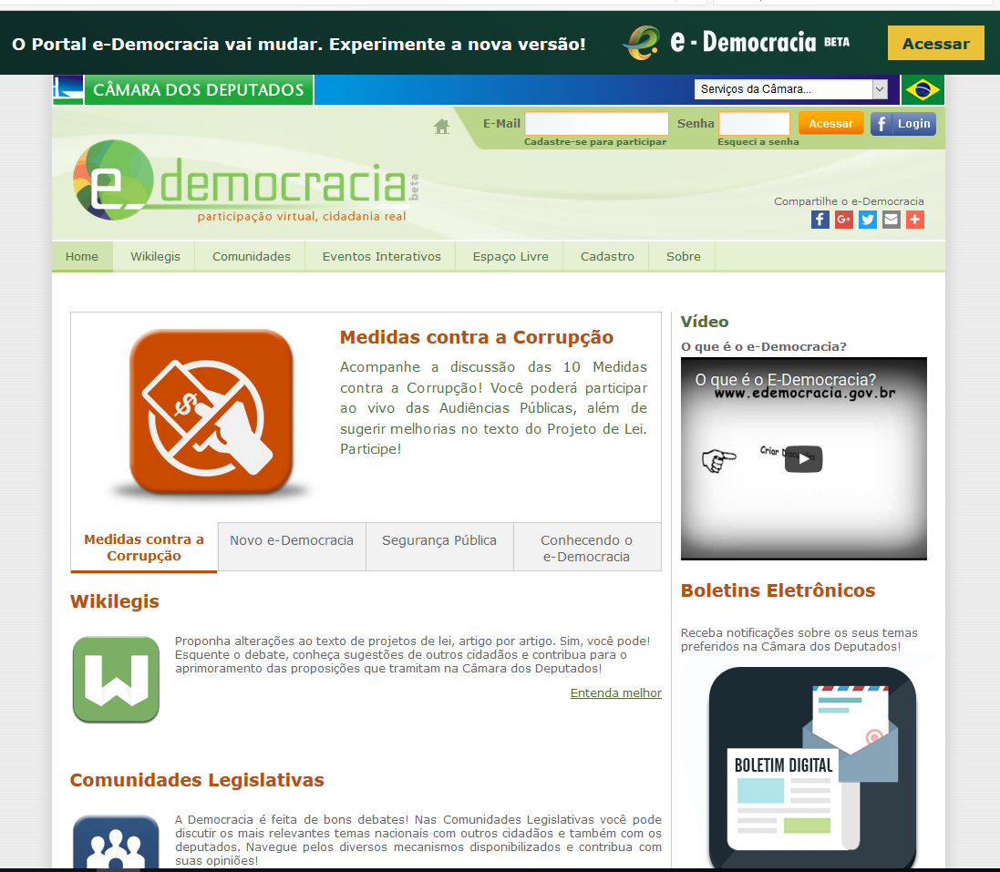 O Portal e-Democracia vai mudar. Experimente a nova versão!
e - Democracia BETA
Acessar
CÂMARA DOS DEPUTADOS
Serviços da Câmara...
E-Mail
Senha
Acessar
f Login
Cadastre-se para participar
Esqueci a senha
e democracia beta
participação virtual, cidadania real
Compartilhe o e-Democracia
Home
Wikilegis
Comunidades
Eventos Interativos
Espaço Livre
Cadastro
Sobre
Medidas contra a Corrupção
Acompanhe a discussão das 10 Medidas
contra a Corrupção! Você poderá participar
ao vivo das Audiências Públicas, além de
sugerir melhorias no texto do Projeto de Lei.
Participe!
Medidas contra a
Corrupção
Novo e-Democracia
Segurança Pública
Conhecendo o
e-Democracia
Wikilegis
Proponha alterações ao texto de projetos de lei, artigo por artigo. Sim, você pode!
Esquente o debate, conheça sugestões de outros cidadãos e contribua para o
aprimoramento das proposições que tramitam na Câmara dos Deputados!
Entenda melhor
Comunidades Legislativas
A Democracia é feita de bons debates! Nas Comunidades Legislativas você pode
discutir os mais relevantes temas nacionais com outros cidadãos e também com os
deputados. Navegue pelos diversos mecanismos disponibilizados e contribua com
suas opiniões!
Vídeo
O que é o e-Democracia?
O que é o E-Democracia?
www.edemocracia.gov.br
Criar
Boletins Eletrônicos
Receba notificações sobre os seus temas
preferidos na Câmara dos Deputados!
BOLETIM DIGITAL